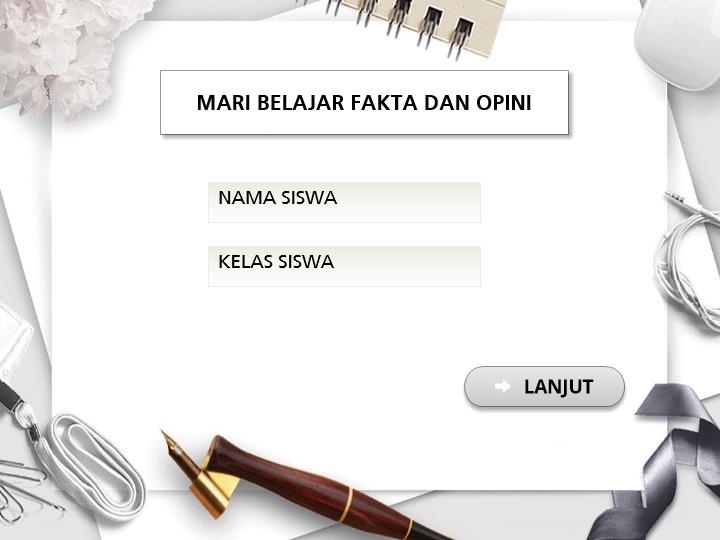 MARI BELAJAR FAKTA DAN OPINI
NAMA SISWA
KELAS SISWA
LANJUT